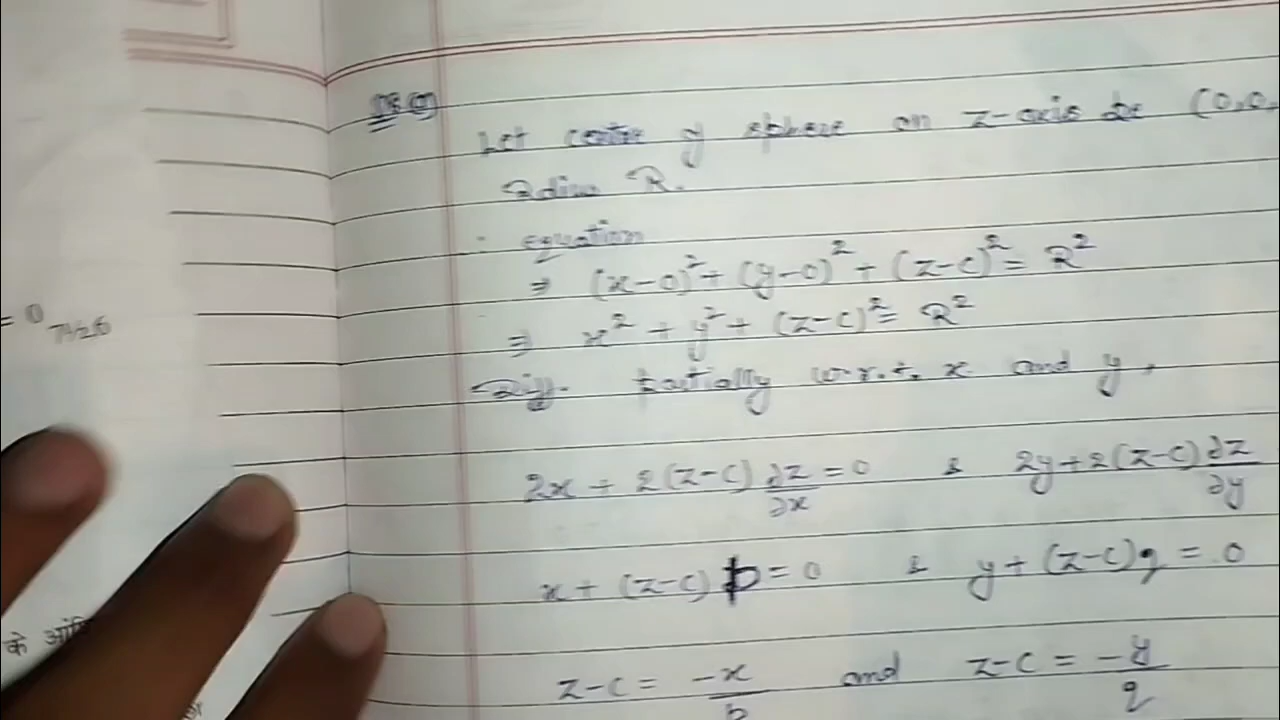 Let centre of sphere on z-axis be (0,0,
Radius R.
∴ equation
⇒ (x-0)²+ (y-0)² + (z-c)² = R²
⇒ x² + y² + (z-c)² = R²
Diff. partially w.r.t. x and y,
2x + 2(z-c) ∂z/∂x = 0 & 2y+2(z-c) ∂z/∂y
x + (z-c) p = 0 & y + (z-c)q = 0
z-c = -x/p and z-c = -y/q
= 0
के